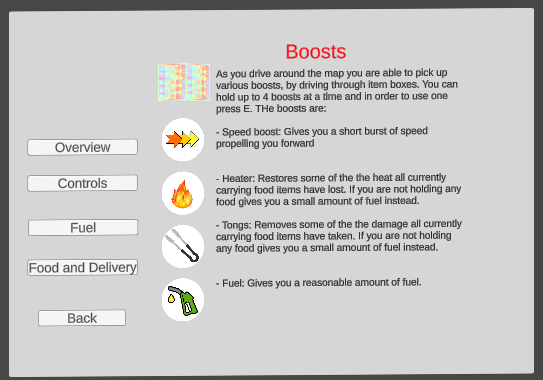 Boosts
As you drive around the map you are able to pick up
various boosts, by driving through item boxes. You can
hold up to 4 boosts at a time and in order to use one
press E. THe boosts are:
- Speed boost: Gives you a short burst of speed
propelling you forward
- Heater: Restores some of the the heat all currently
carrying food items have lost. If you are not holding any
food gives you a small amount of fuel instead.
- Tongs: Removes some of the the damage all currently
carrying food items have taken. If you are not holding
any food gives you a small amount of fuel instead.
- Fuel: Gives you a reasonable amount of fuel.
Overview
Controls
Fuel
Food and Delivery
Back